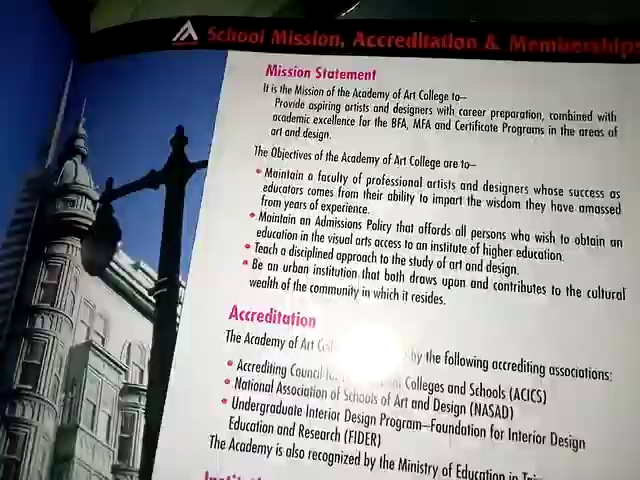 School Mission, Accreditation & Memberships
Mission Statement
It is the Mission of the Academy of Art College to—
Provide aspiring artists and designers with career preparation, combined with
academic excellence for the BFA, MFA and Certificate Programs in the areas of
art and design.
The Objectives of the Academy of Art College are to—
• Maintain a faculty of professional artists and designers whose success as
educators comes from their ability to impart the wisdom they have amassed
from years of experience.
• Maintain an Admissions Policy that affords all persons who wish to obtain an
education in the visual arts access to an institute of higher education.
• Teach a disciplined approach to the study of art and design.
• Be an urban institution that both draws upon and contributes to the cultural
wealth of the community in which it resides.
Accreditation
The Academy of Art by the following accrediting associations:
• Accrediting Council Colleges and Schools (ACICS)
• National Association of Schools of Art and Design (NASAD)
• Undergraduate Interior Design Program—Foundation for Interior Design
Education and Research (FIDER)
The Academy is also recognized by the Ministry of Education in